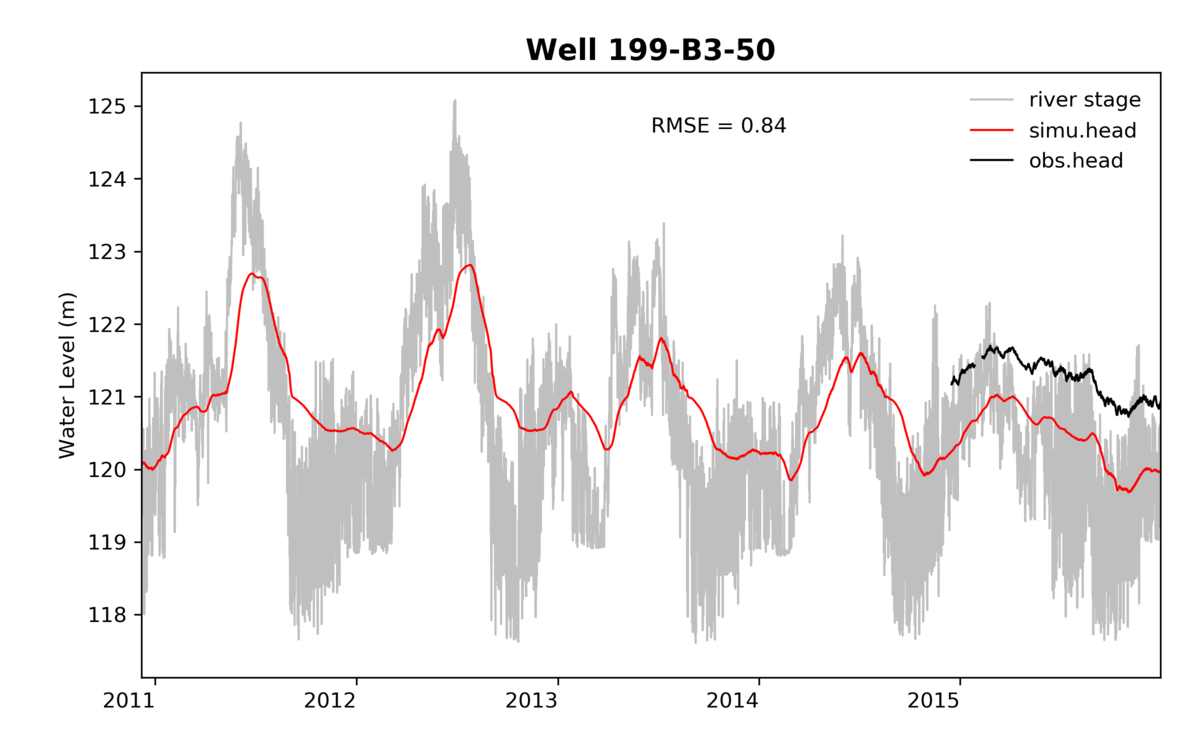 Well 199-B3-50
125
124
123
122
121
120
119
118
Water Level (m)
RMSE = 0.84
river stage
simu.head
obs.head
2011
2012
2013
2014
2015